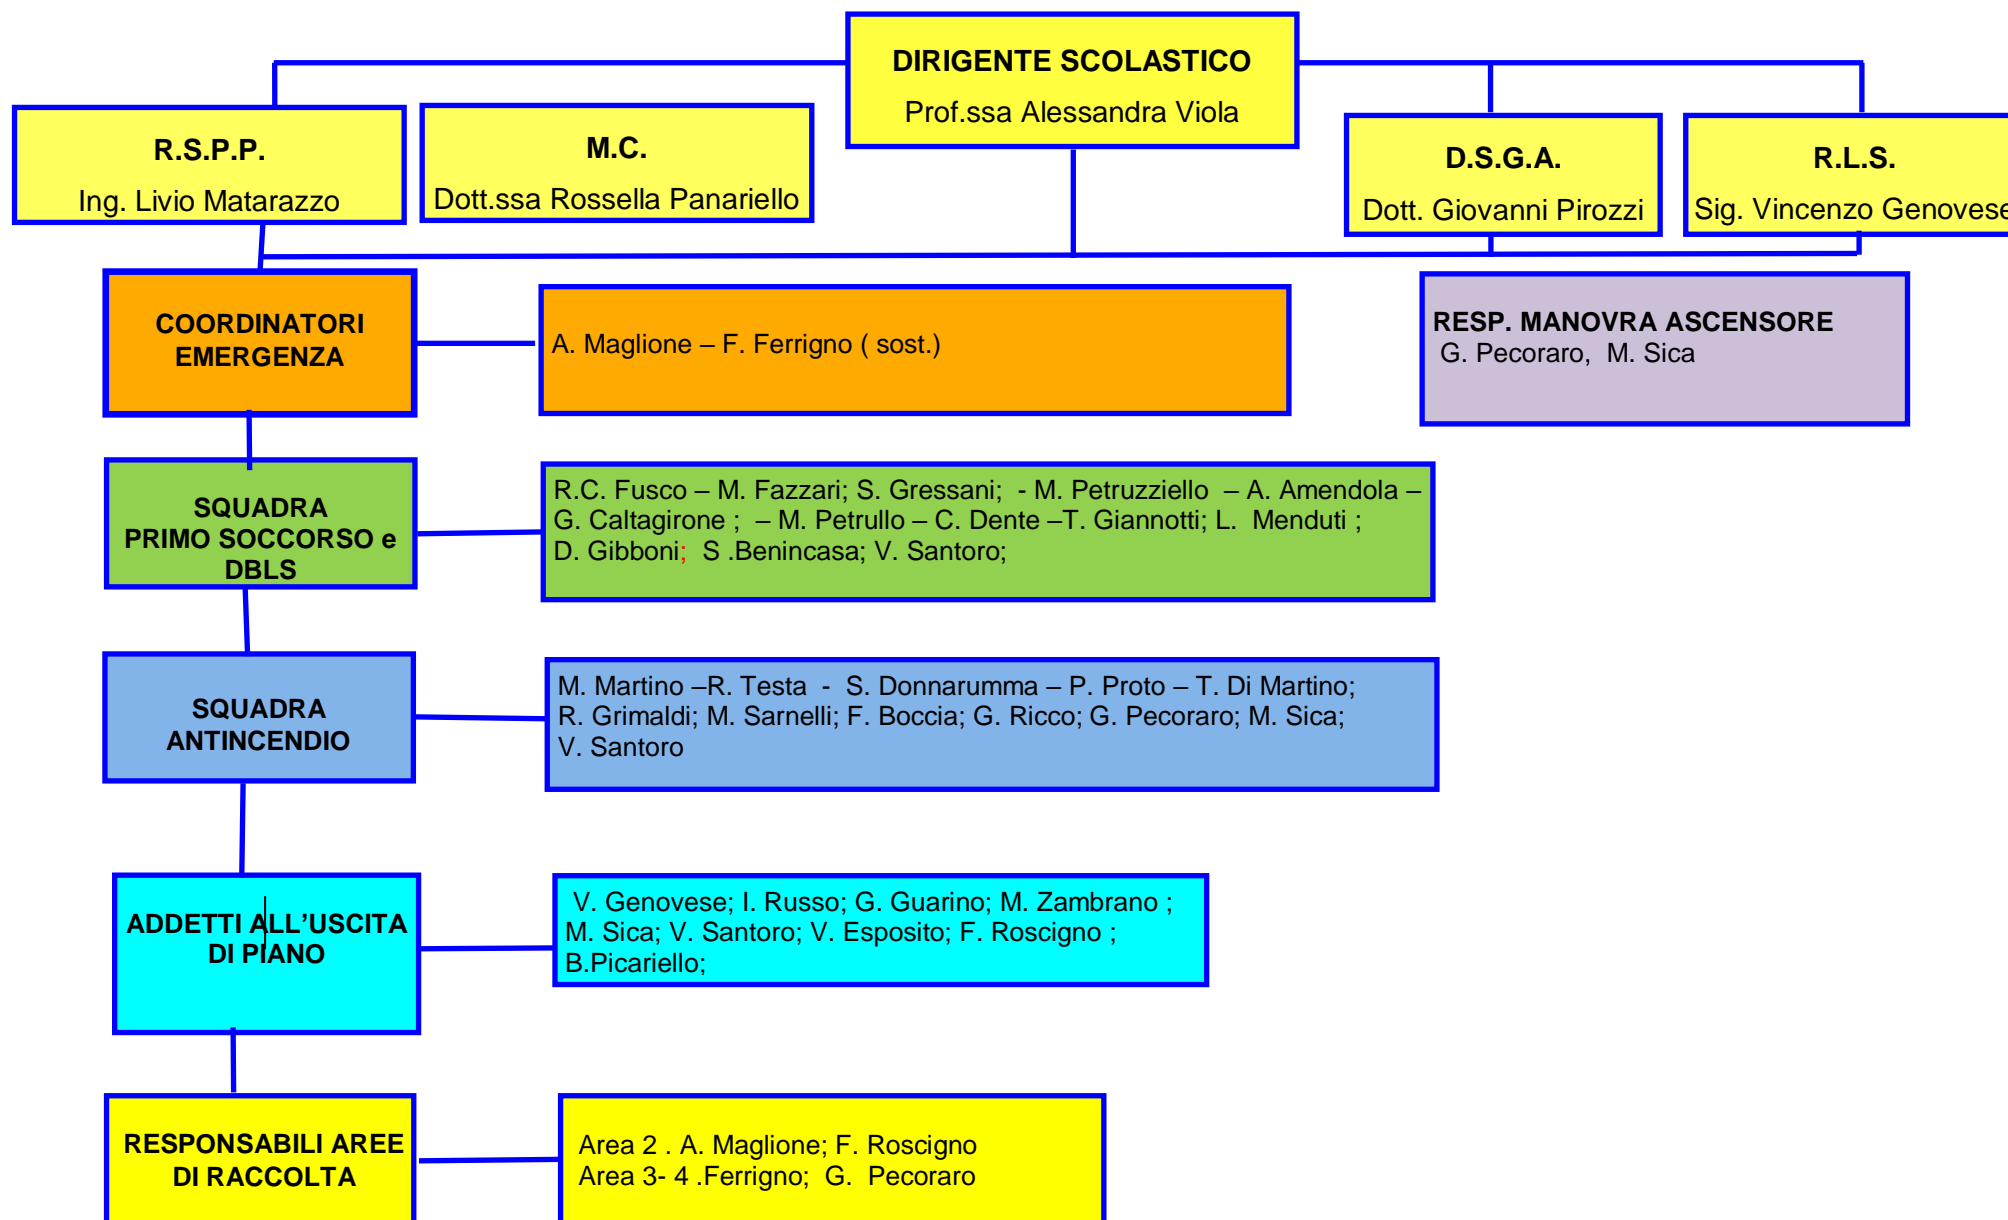 DIRIGENTE SCOLASTICO
Prof.ssa Alessandra Viola
R.S.P.P.
Ing. Livio Matarazzo
M.C.
Dott.ssa Rossella Panariello
D.S.G.A.
Dott. Giovanni Pirozzi
R.L.S.
Sig. Vincenzo Genovese
COORDINATORI
EMERGENZA
A. Maglione – F. Ferrigno ( sost.)
RESP. MANOVRA ASCENSORE
G. Pecoraro, M. Sica
SQUADRA
PRIMO SOCCORSO e
DBLS
R.C. Fusco – M. Fazzari; S. Gressani; - M. Petruzziello – A. Amendola –
G. Caltagirone ; – M. Petrullo – C. Dente –T. Giannotti; L. Menduti ;
D. Gibboni; S .Benincasa; V. Santoro;
SQUADRA
ANTINCENDIO
M. Martino –R. Testa - S. Donnarumma – P. Proto – T. Di Martino;
R. Grimaldi; M. Sarnelli; F. Boccia; G. Ricco; G. Pecoraro; M. Sica;
V. Santoro
ADDETTI ALL’USCITA
DI PIANO
V. Genovese; I. Russo; G. Guarino; M. Zambrano ;
M. Sica; V. Santoro; V. Esposito; F. Roscigno ;
B.Picariello;
RESPONSABILI AREE
DI RACCOLTA
Area 2 . A. Maglione; F. Roscigno
Area 3- 4 .Ferrigno; G. Pecoraro